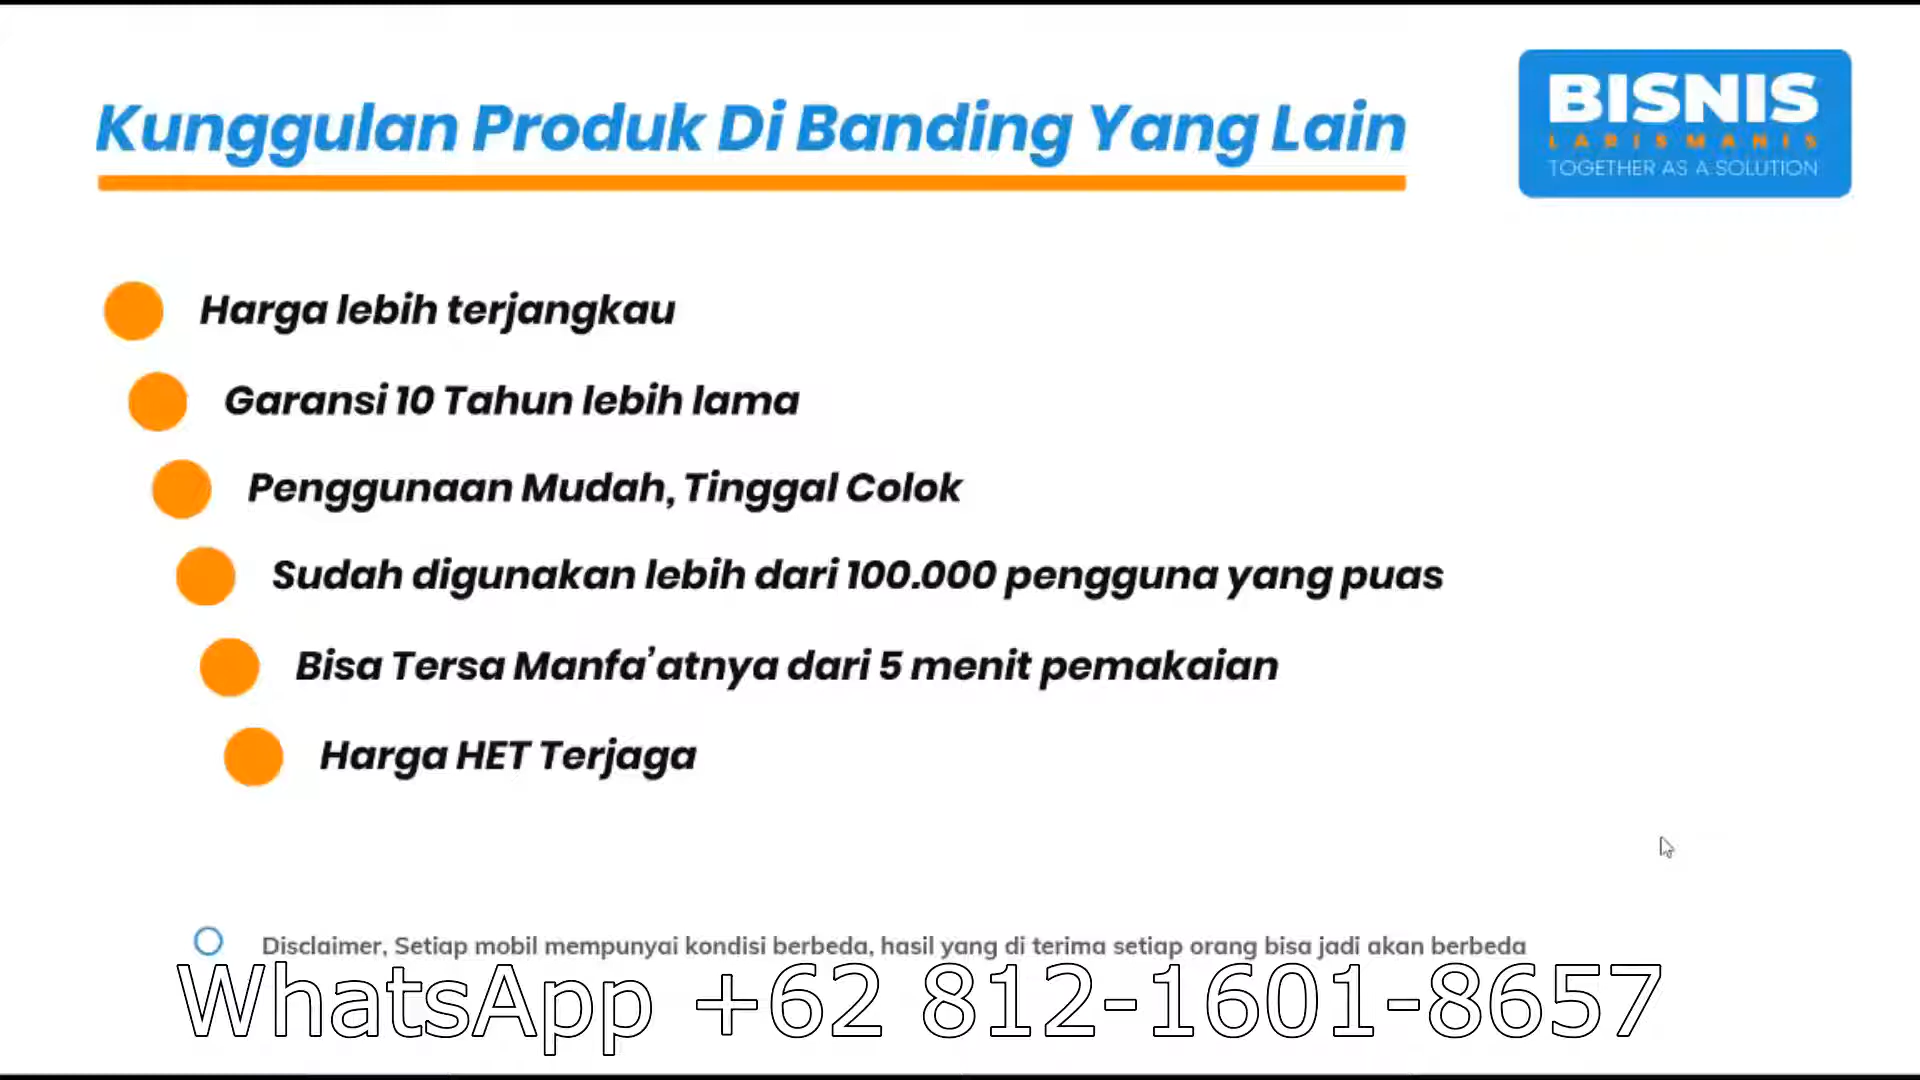 Kunggulan Produk Di Banding Yang Lain
BISNIS
LARIS MANIS
TOGETHER AS A SOLUTION
Harga lebih terjangkau
Garansi 10 Tahun lebih lama
Penggunaan Mudah, Tinggal Colok
Sudah digunakan lebih dari 100.000 pengguna yang puas
Bisa Tersa Manfa’atnya dari 5 menit pemakaian
Harga HET Terjaga
Disclaimer, Setiap mobil mempunyai kondisi berbeda, hasil yang di terima setiap orang bisa jadi akan berbeda
WhatsApp +62 812-1601-8657